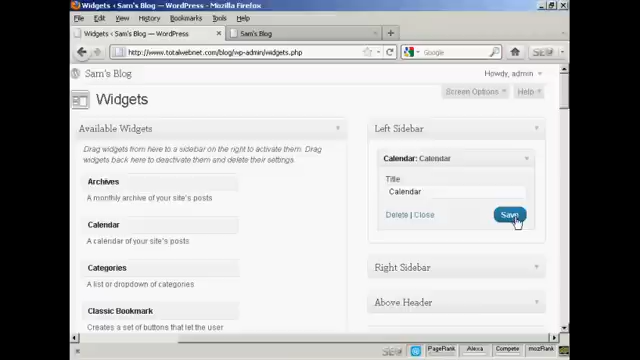 Widgets ‹ Sam's Blog — WordPress - Mozilla Firefox
File Edit View History Bookmarks Tools Help
Widgets ‹ Sam's Blog — WordPress
Sam's Blog
http://www.totalwebnet.com/blog/wp-admin/widgets.php
Google
Sam's Blog
Howdy, admin
Widgets
Screen Options
Help
Available Widgets
Drag widgets from here to a sidebar on the right to activate them. Drag
widgets back here to deactivate them and delete their settings.
Archives
A monthly archive of your site's posts
Calendar
A calendar of your site's posts
Categories
A list or dropdown of categories
Classic Bookmark
Creates a set of buttons that let the user
Left Sidebar
Calendar: Calendar
Title:
Calendar
Delete | Close
Save
Right Sidebar
Above Header
PageRank
Alexa
Compete
mozRank